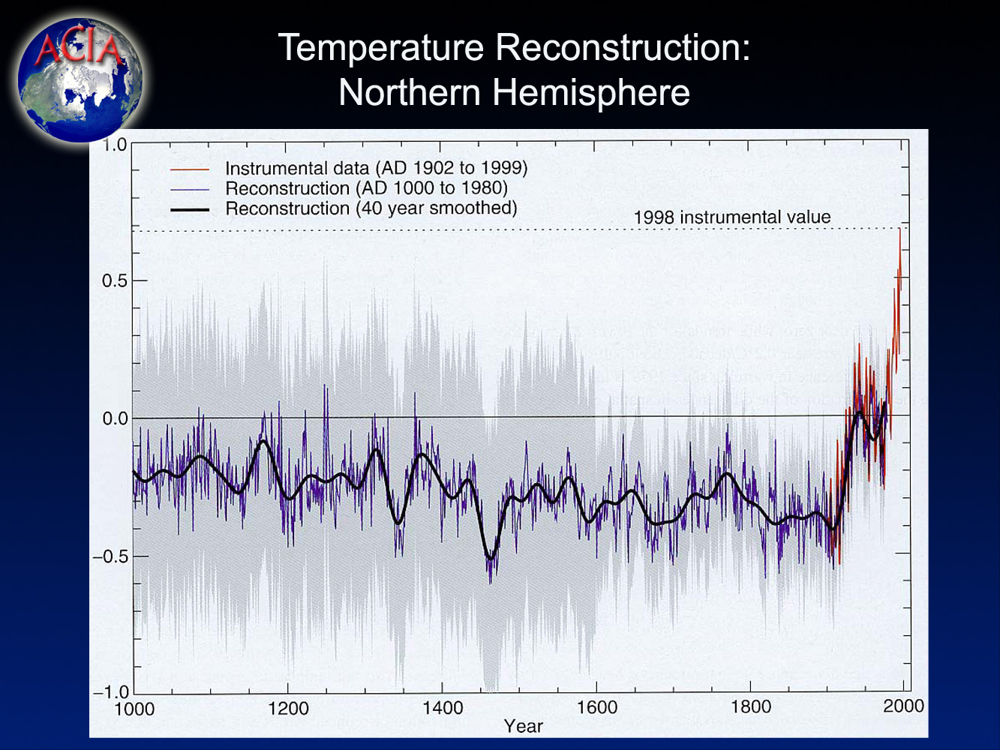 ACIA
Temperature Reconstruction:
Northern Hemisphere
1.0
Instrumental data (AD 1902 to 1999)
Reconstruction (AD 1000 to 1980)
Reconstruction (40 year smoothed)
1998 instrumental value
0.5
0.0
−0.5
−1.0
1000 1200 1400 1600 1800 2000
Year